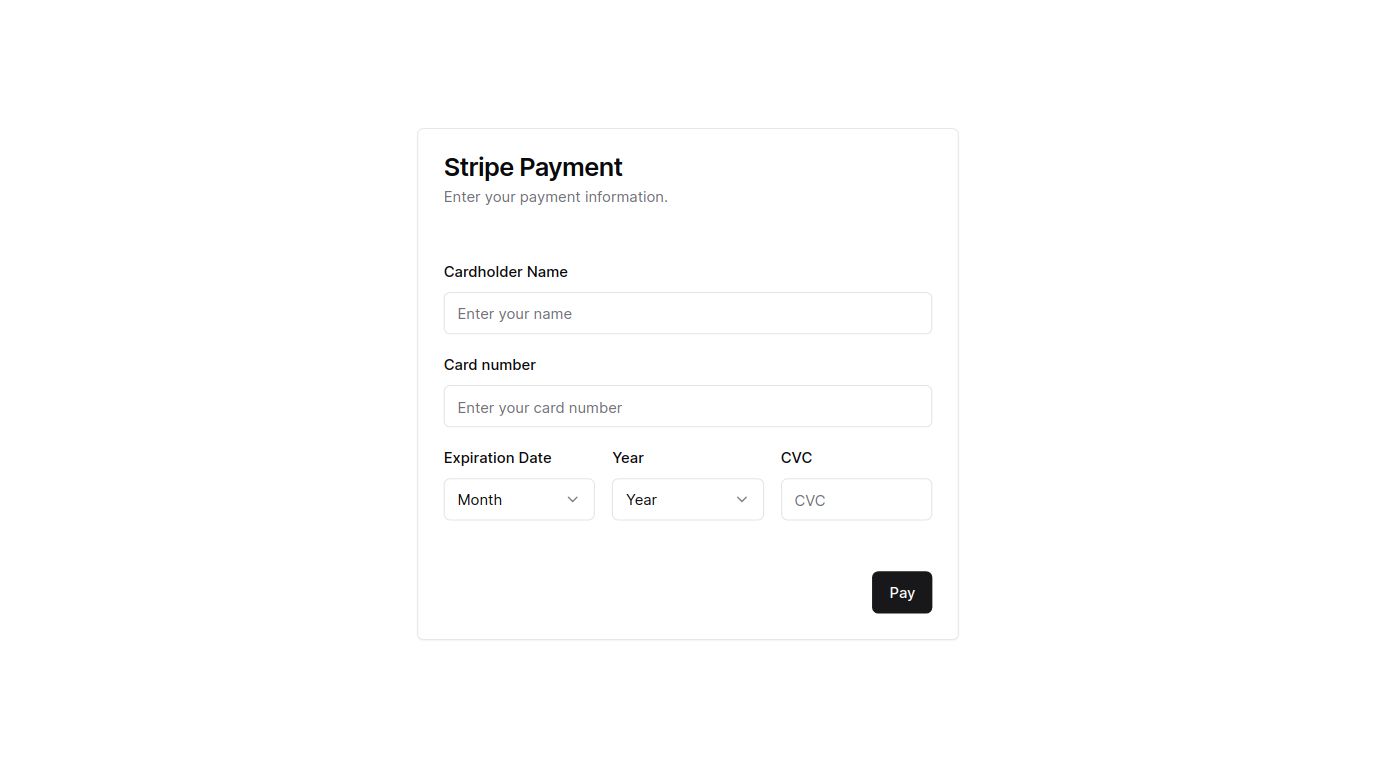 Stripe Payment
Enter your payment information.
Cardholder Name
Enter your name
Card number
Enter your card number
Expiration Date Year CVC
Month Year CVC
Pay